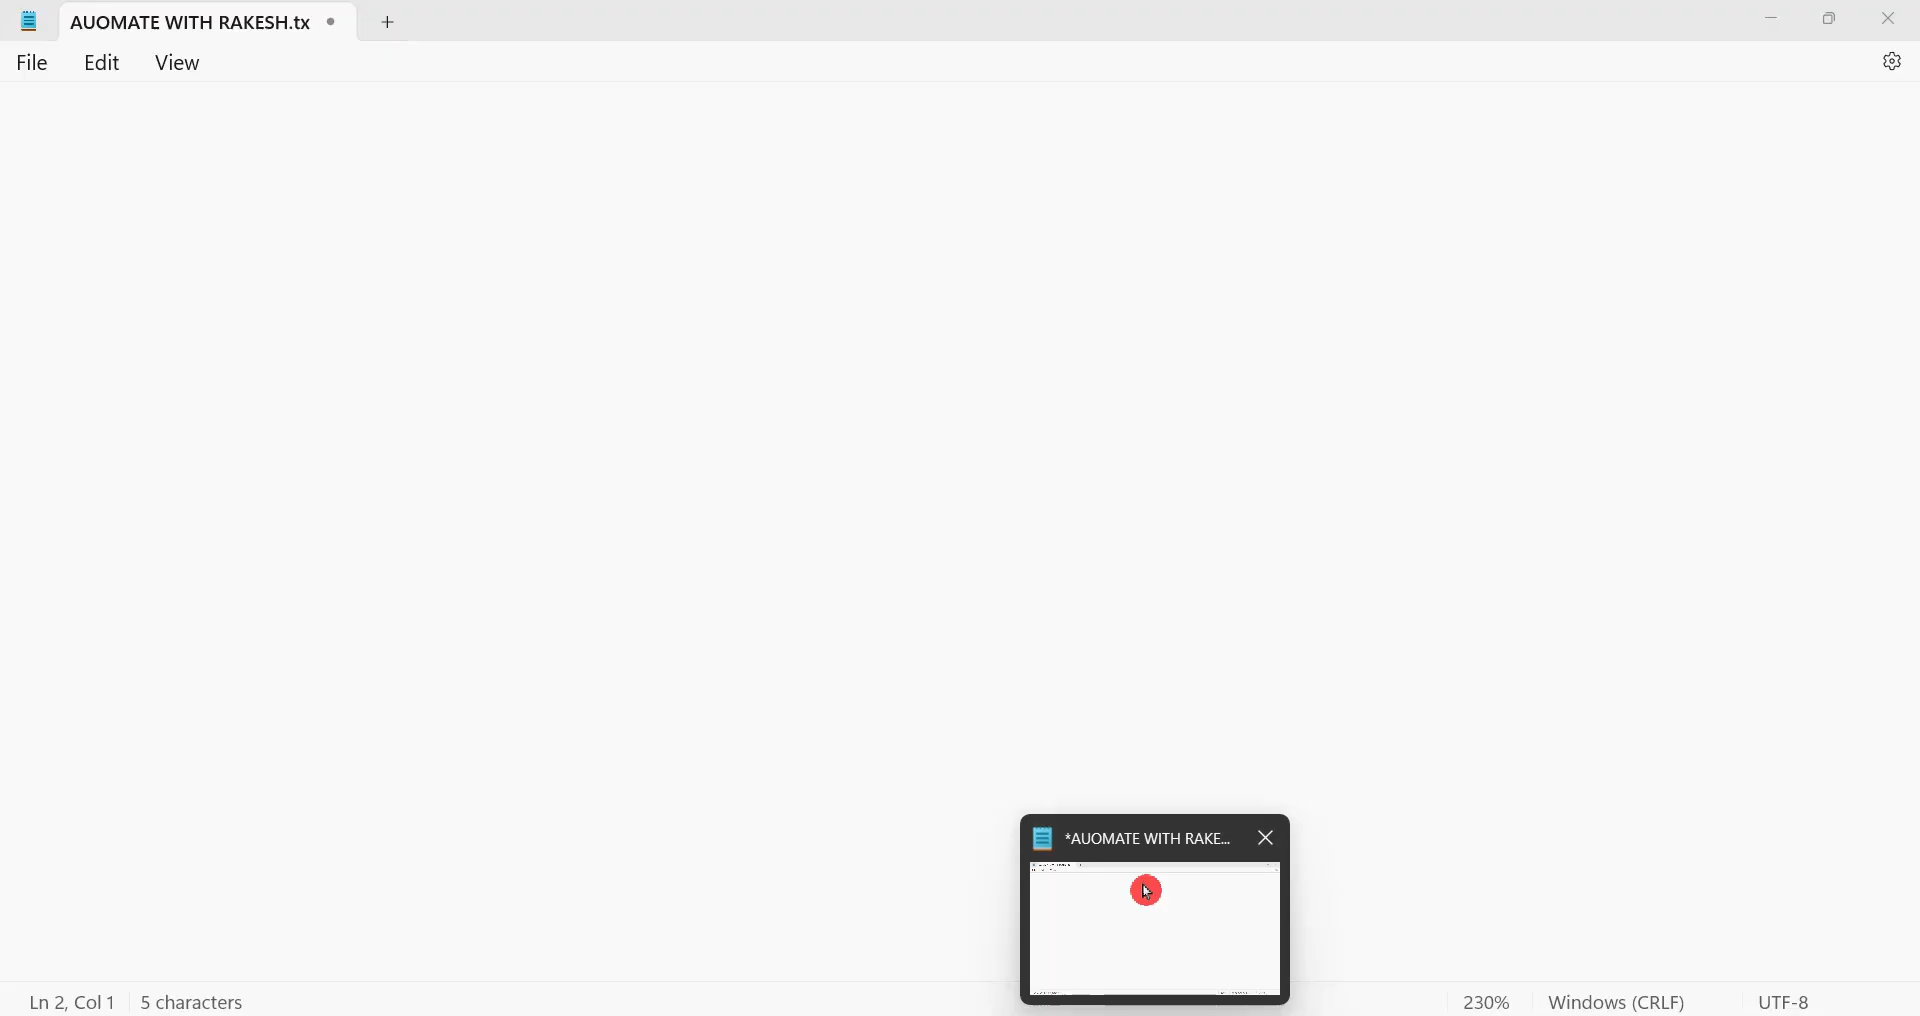 AUOMATE WITH RAKESH.tx
File Edit View
*AUOMATE WITH RAKE...
Ln 2, Col 1 5 characters 230% Windows (CRLF) UTF-8